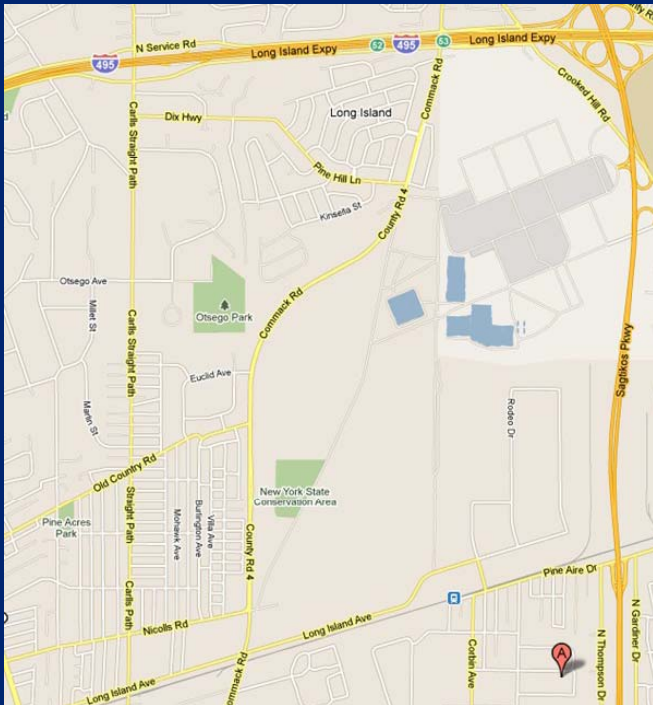 N Service Rd
495
Long Island Expy
52
495
53
Long Island Expy
Crooked Hill Rd
Commack Rd
Long Island
Carlls Straight Path
Dix Hwy
Pine Hill Ln
Kinsella St
County Rd 4
Otsego Ave
Millet St
Otsego Park
Commack Rd
Carlls Straight Path
Sagtikos Pkwy
Euclid Ave
Marlin St
Rodeo Dr
Old Country Rd
New York State
Conservation Area
Pine Acres
Park
Straight Path
Mohawk Ave
Burlington Ave
Villa Ave
County Rd 4
Pine Aire Dr
Carlls Path
Nicolls Rd
Long Island Ave
Corbin Ave
A
N Thompson Dr
N Gardiner Dr
Long Island Ave
Commack Rd